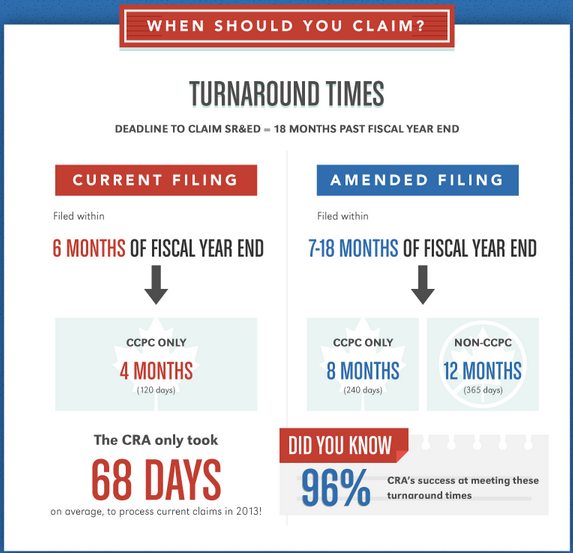 WHEN SHOULD YOU CLAIM?
TURNAROUND TIMES
DEADLINE TO CLAIM SR&ED = 18 MONTHS PAST FISCAL YEAR END
CURRENT FILING
Filed within
6 MONTHS OF FISCAL YEAR END
CCPC ONLY
4 MONTHS
(120 days)
The CRA only took
68 DAYS
on average, to process current claims in 2013!
AMENDED FILING
Filed within
7-18 MONTHS OF FISCAL YEAR END
CCPC ONLY
8 MONTHS
(240 days)
NON-CCPC
12 MONTHS
(365 days)
DID YOU KNOW
96%
CRA's success at meeting these
turnaround times